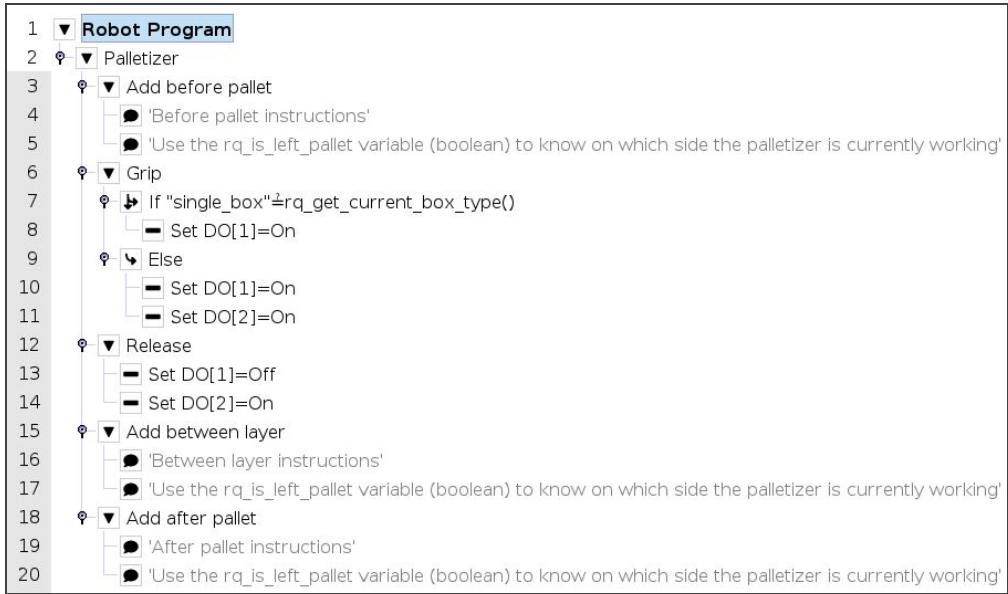 1 Robot Program
2 Palletizer
3 Add before pallet
4 'Before pallet instructions'
5 'Use the rq_is_left_pallet variable (boolean) to know on which side the palletizer is currently working'
6 Grip
7 If "single_box"≟rq_get_current_box_type()
8 Set DO[1]=On
9 Else
10 Set DO[1]=On
11 Set DO[2]=On
12 Release
13 Set DO[1]=Off
14 Set DO[2]=On
15 Add between layer
16 'Between layer instructions'
17 'Use the rq_is_left_pallet variable (boolean) to know on which side the palletizer is currently working'
18 Add after pallet
19 'After pallet instructions'
20 'Use the rq_is_left_pallet variable (boolean) to know on which side the palletizer is currently working'